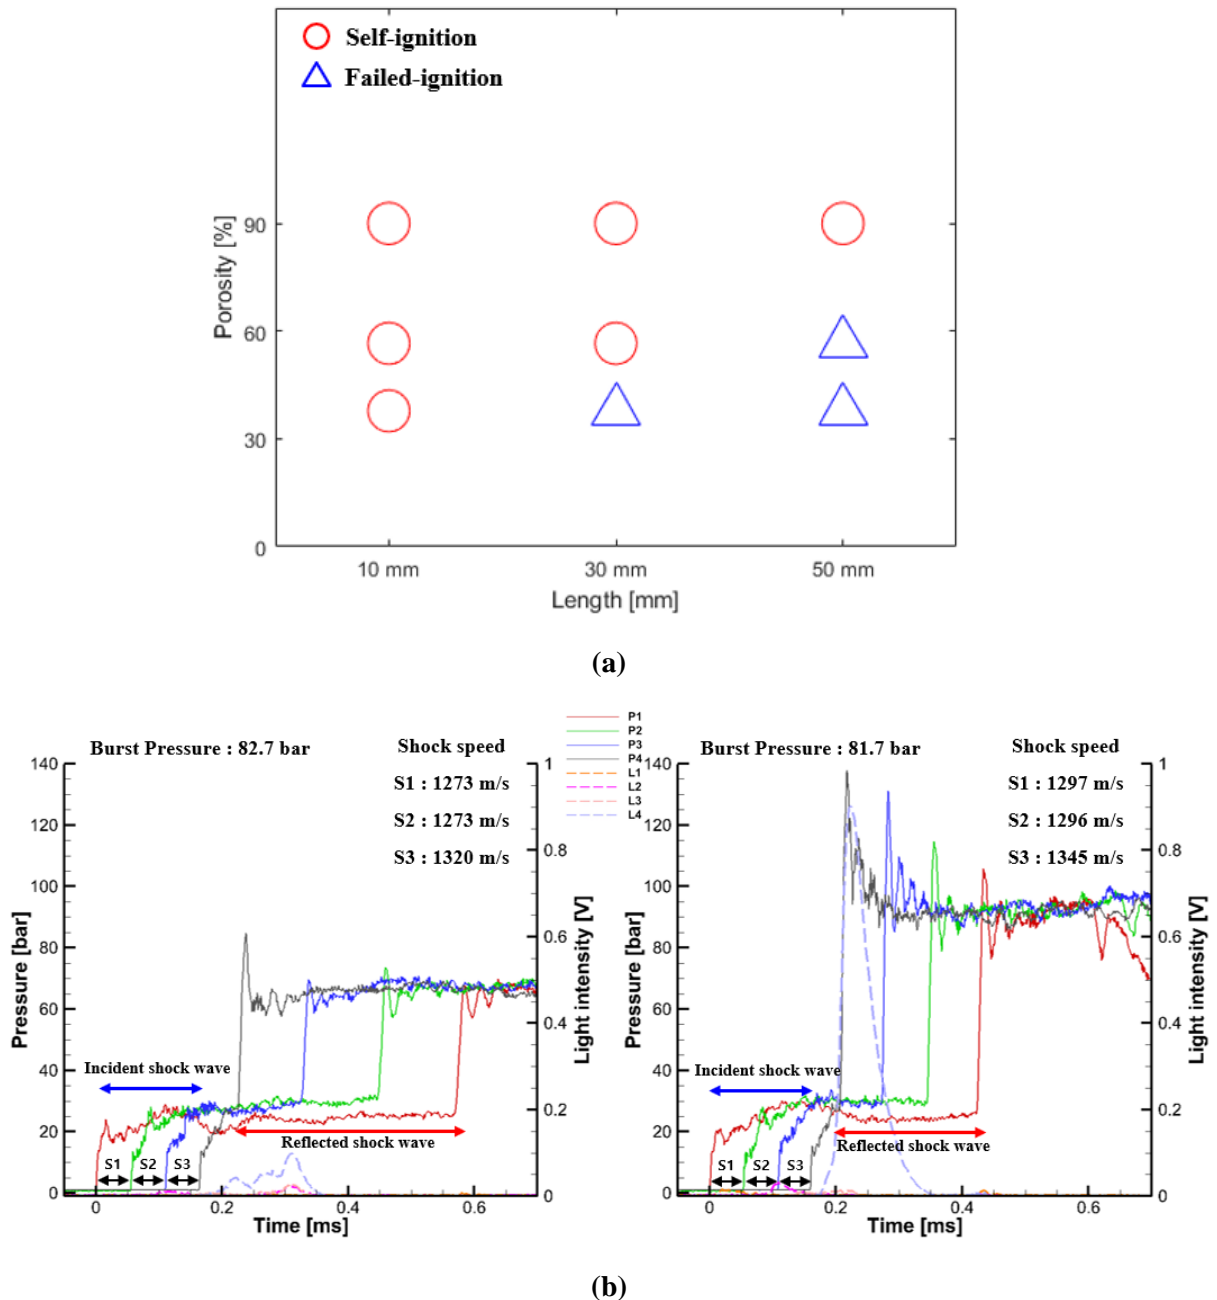 Self-ignition
Failed-ignition
Porosity [%]
90
60
30
0
10 mm
30 mm
50 mm
Length [mm]
(a)
P1
P2
P3
P4
L1
L2
L3
L4
Burst Pressure : 82.7 bar
Shock speed
S1 : 1273 m/s
S2 : 1273 m/s
S3 : 1320 m/s
Pressure [bar]
140
120
100
80
60
40
20
0
Incident shock wave
S1
S2
S3
Reflected shock wave
0
0.2
0.4
0.6
Time [ms]
1
0.8
0.6
0.4
0.2
0
Light intensity [V]
Burst Pressure : 81.7 bar
Shock speed
S1 : 1297 m/s
S2 : 1296 m/s
S3 : 1345 m/s
Pressure [bar]
140
120
100
80
60
40
20
0
Incident shock wave
S1
S2
S3
Reflected shock wave
0
0.2
0.4
0.6
Time [ms]
1
0.8
0.6
0.4
0.2
0
Light intensity [V]
(b)